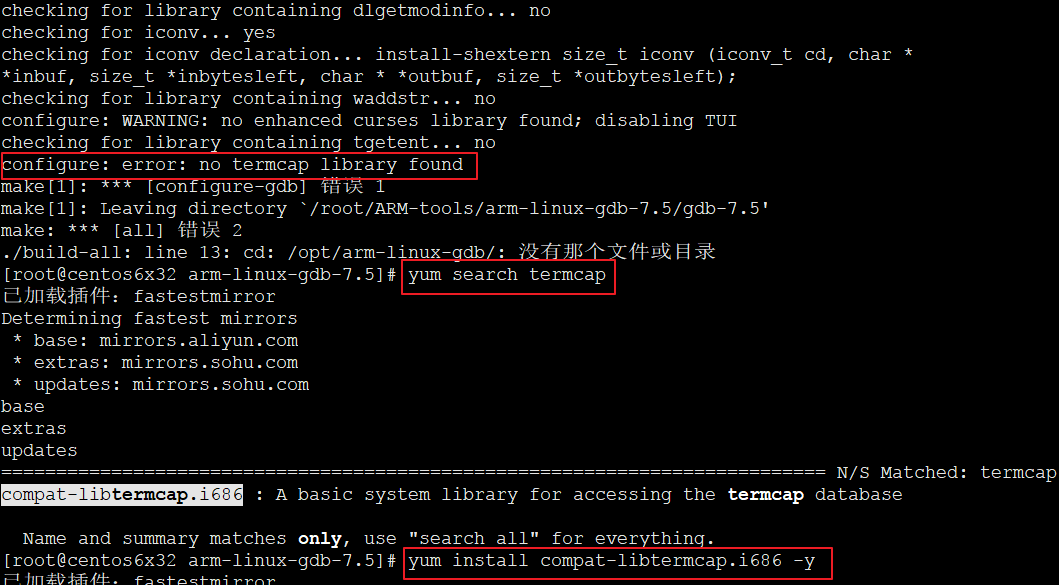 checking for library containing dlgetmodinfo... no
checking for iconv... yes
checking for iconv declaration... install-shextern size_t iconv (iconv_t cd, char *
*inbuf, size_t *inbytesleft, char * *outbuf, size_t *outbytesleft);
checking for library containing waddstr... no
configure: WARNING: no enhanced curses library found; disabling TUI
checking for library containing tgetent... no
configure: error: no termcap library found
make[1]: *** [configure-gdb] 错误 1
make[1]: Leaving directory `/root/ARM-tools/arm-linux-gdb-7.5/gdb-7.5'
make: *** [all] 错误 2
./build-all: line 13: cd: /opt/arm-linux-gdb/: 没有那个文件或目录
[root@centos6x32 arm-linux-gdb-7.5]# yum search termcap
已加载插件：fastestmirror
Determining fastest mirrors
 * base: mirrors.aliyun.com
 * extras: mirrors.sohu.com
 * updates: mirrors.sohu.com
base
extras
updates
=========================================================================== N/S Matched: termcap
compat-libtermcap.i686 : A basic system library for accessing the termcap database
  Name and summary matches only, use "search all" for everything.
[root@centos6x32 arm-linux-gdb-7.5]# yum install compat-libtermcap.i686 -y
已加载插件：fastestmirror